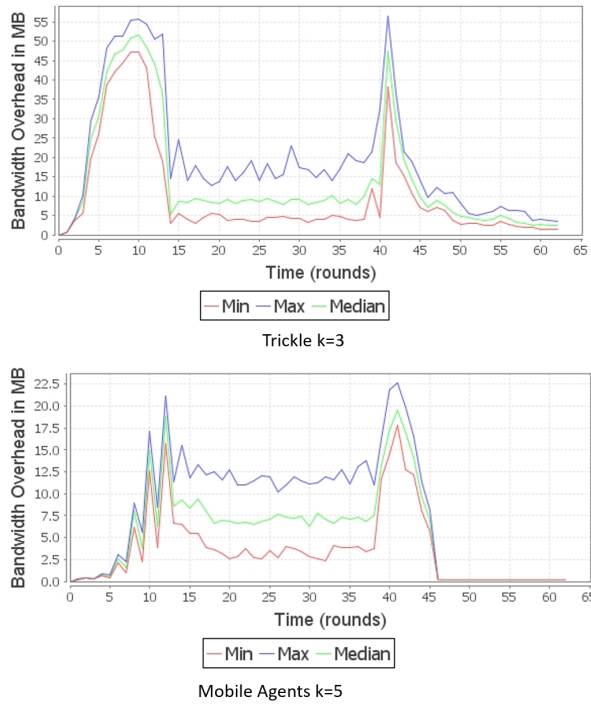 Bandwidth Overhead in MB
55
50
45
40
35
30
25
20
15
10
5
0
0 5 10 15 20 25 30 35 40 45 50 55 60 65
Time (rounds)
Min Max Median
Trickle k=3
Bandwidth Overhead in MB
22.5
20.0
17.5
15.0
12.5
10.0
7.5
5.0
2.5
0.0
0 5 10 15 20 25 30 35 40 45 50 55 60 65
Time (rounds)
Min Max Median
Mobile Agents k=5